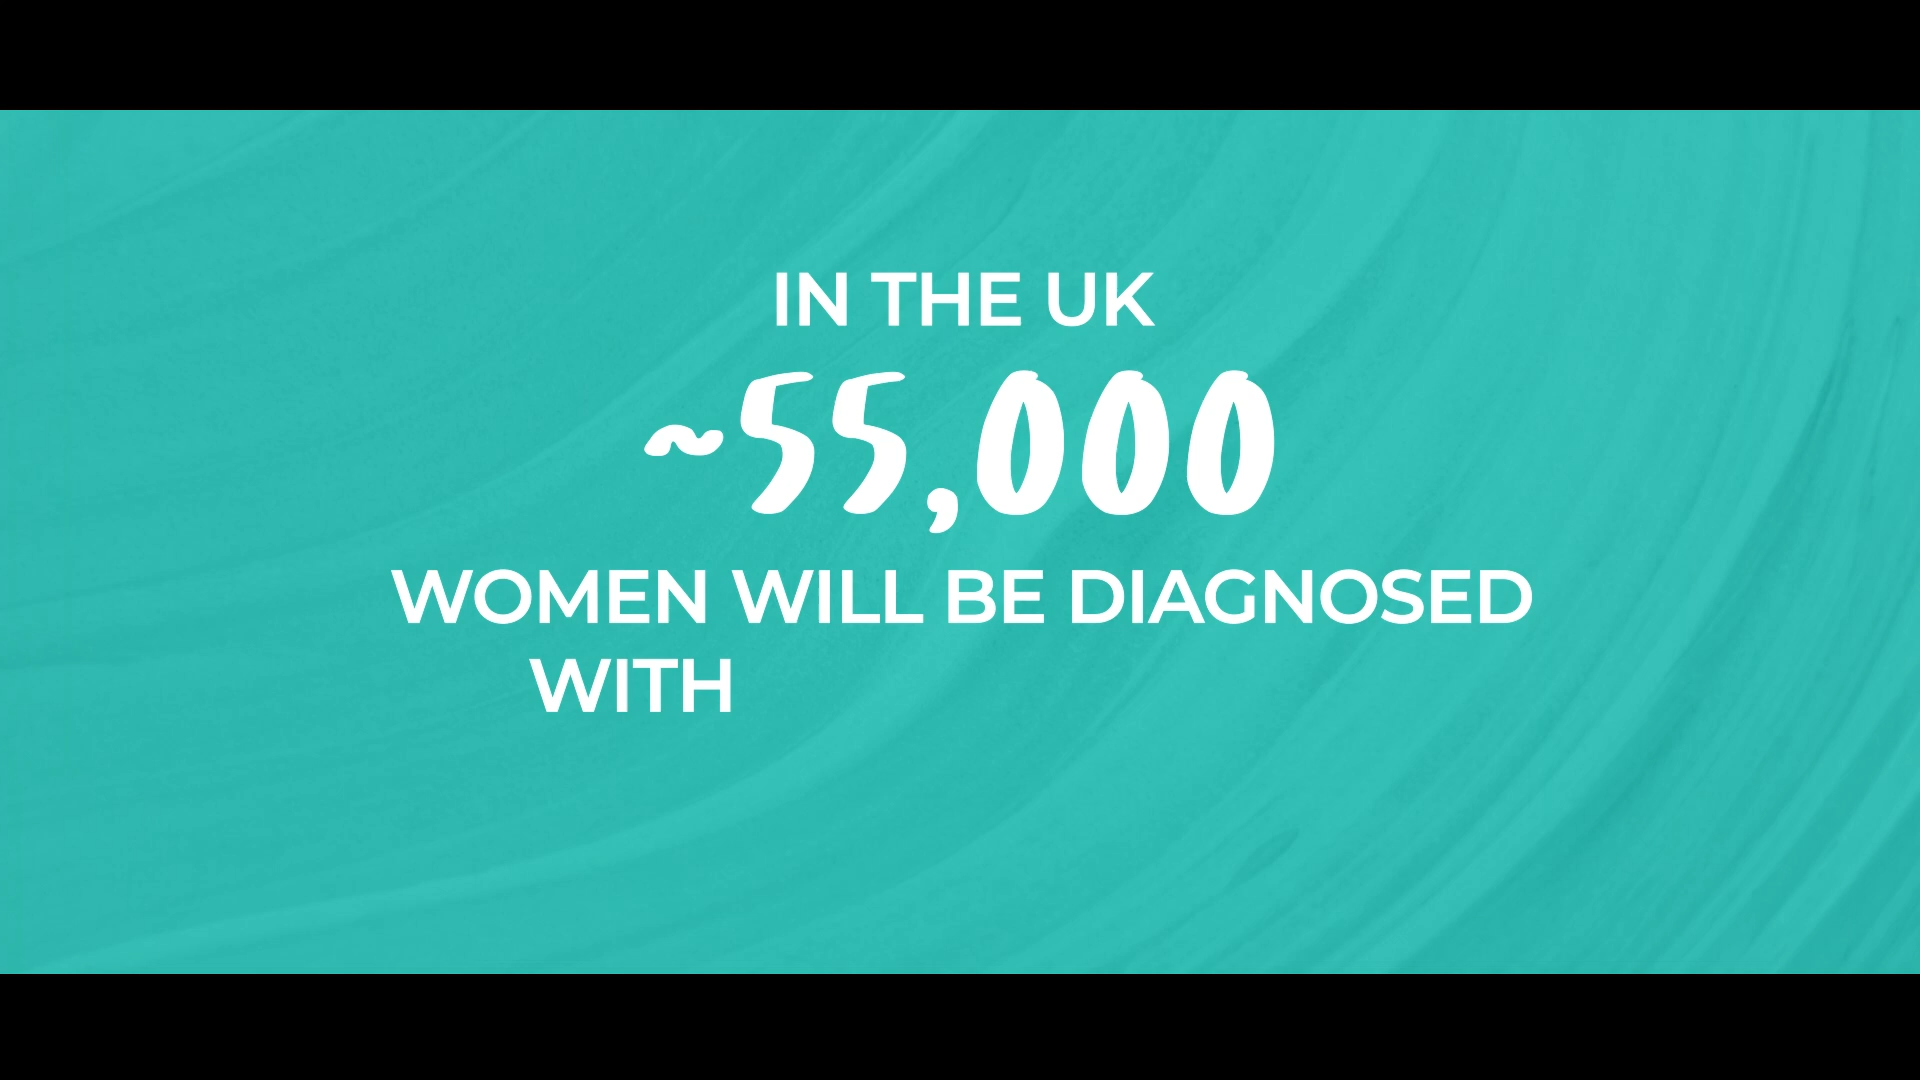 IN THE UK
~55,000
WOMEN WILL BE DIAGNOSED
WITH